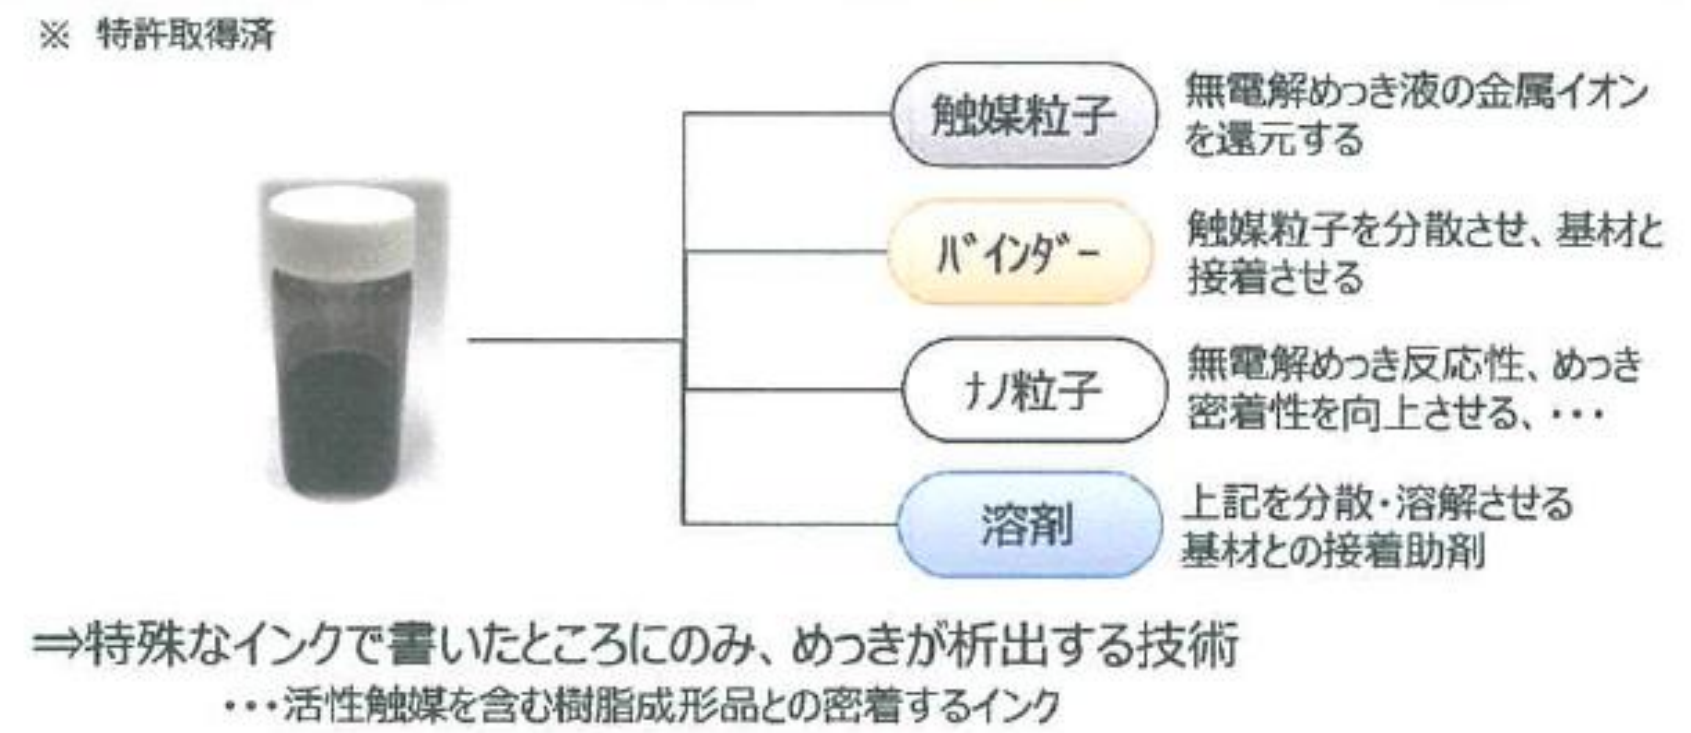 ※ 特許取得済
触媒粒子
無電解めっき液の金属イオン
を還元する
バインダー
触媒粒子を分散させ、基材と
接着させる
ナノ粒子
無電解めっき反応性、めっき
密着性を向上させる、・・・
溶剤
上記を分散・溶解させる
基材との接着助剤
⇒特殊なインクで書いたところにのみ、めっきが析出する技術
・・・活性触媒を含む樹脂成形品との密着するインク